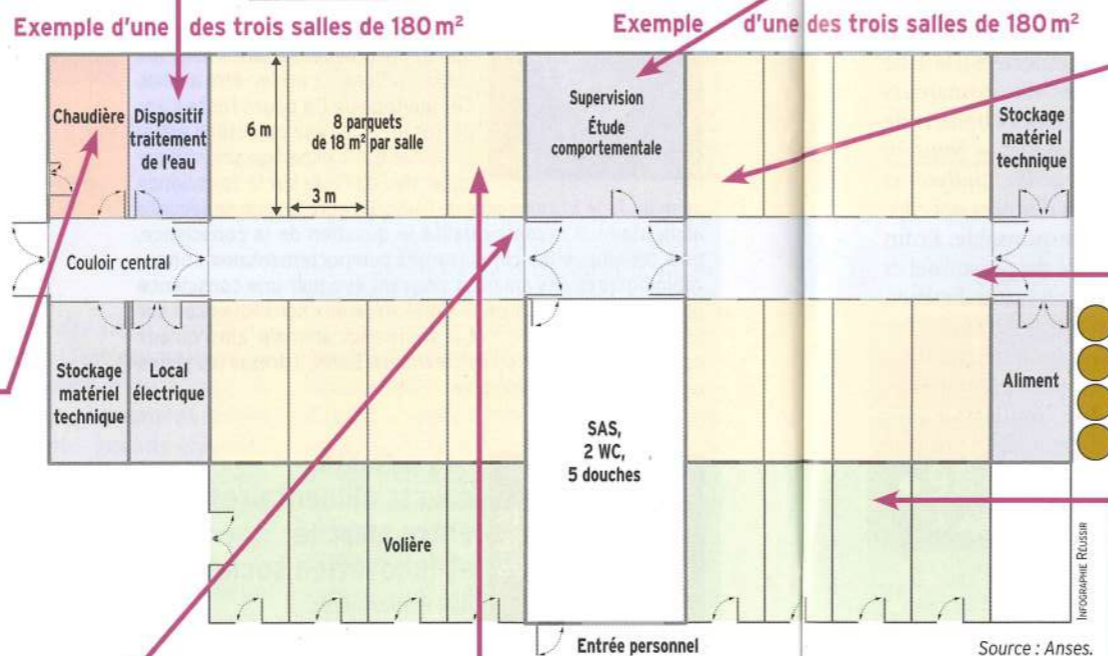 Exemple d'une des trois salles de 180 m²
Exemple d'une des trois salles de 180 m²
Chaudière
Dispositif
traitement
de l'eau
6 m
8 parquets
de 18 m² par salle
3 m
Supervision
Étude
comportementale
Stockage
matériel
technique
Couloir central
Stockage
matériel
technique
Local
électrique
SAS,
2 WC,
5 douches
Aliment
Volière
Entrée personnel
INFOGRAPHIE RÉUSSIR
Source : Anses.